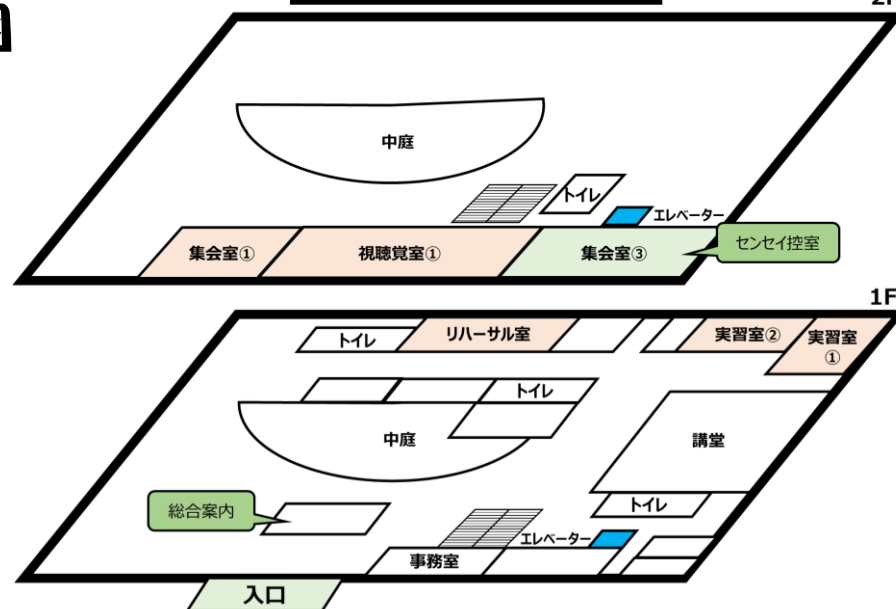 2F
中庭
トイレ
エレベーター
集会室①
視聴覚室①
集会室③
センセイ控室
1F
トイレ
リハーサル室
実習室②
実習室
①
トイレ
中庭
講堂
総合案内
トイレ
エレベーター
事務室
入口